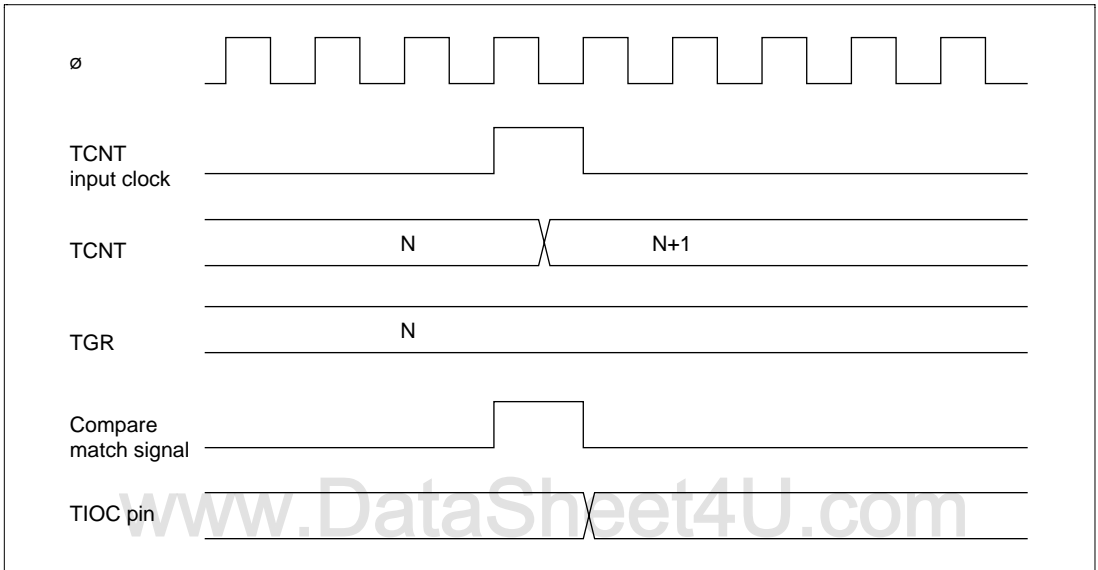 ø
TCNT
input clock
TCNT
N
N+1
TGR
N
Compare
match signal
TIOC pin
www.DataSheet4U.com